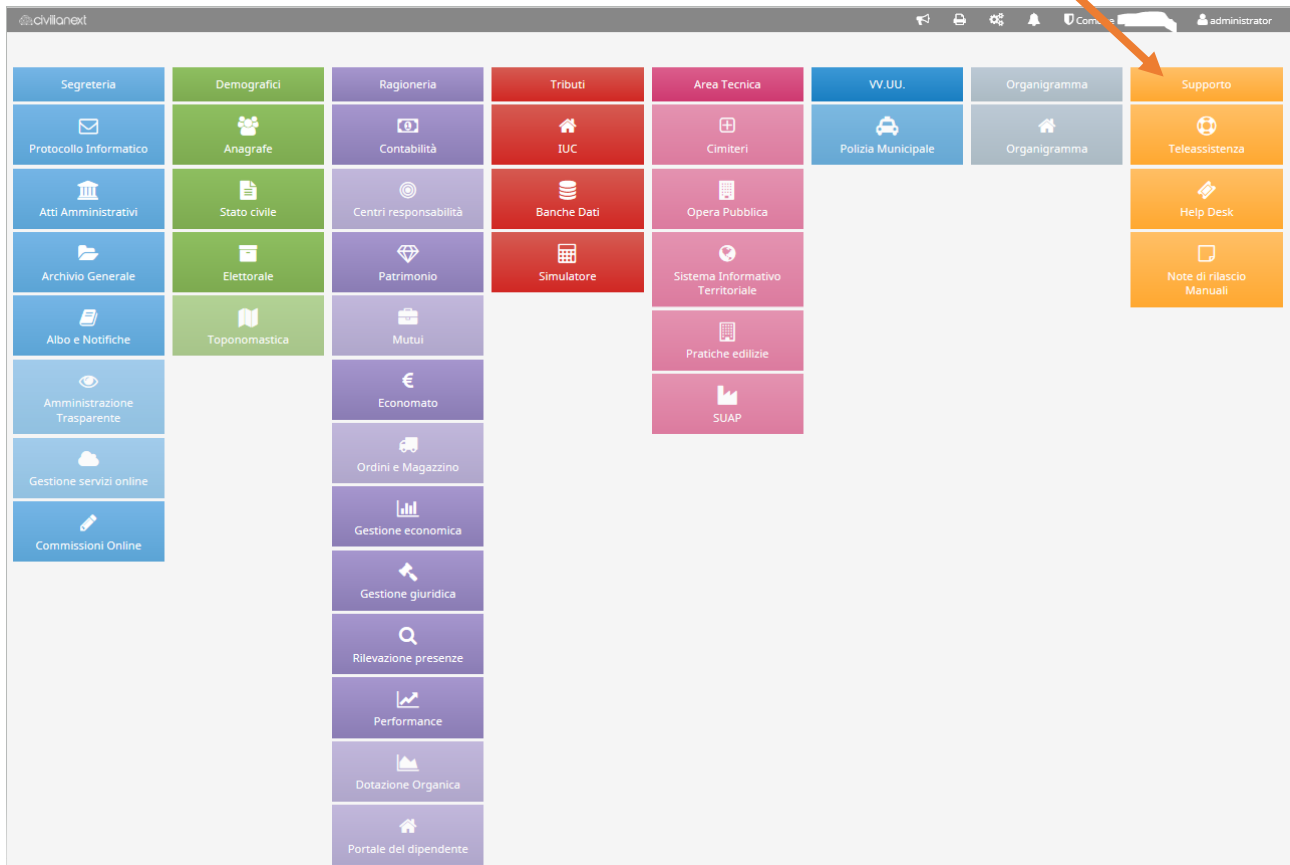 civilianext
Comune
administrator
Segreteria
Protocollo Informatico
Atti Amministrativi
Archivio Generale
Albo e Notifiche
Amministrazione
Trasparente
Gestione servizi online
Commissioni Online
Demografici
Anagrafe
Stato civile
Elettorale
Toponomastica
Ragioneria
Contabilità
Centri responsabilità
Patrimonio
Mutui
Economato
Ordini e Magazzino
Gestione economica
Gestione giuridica
Rilevazione presenze
Performance
Dotazione Organica
Portale del dipendente
Tributi
IUC
Banche Dati
Simulatore
Area Tecnica
Cimiteri
Opera Pubblica
Sistema Informativo
Territoriale
Pratiche edilizie
SUAP
VV.UU.
Polizia Municipale
Organigramma
Organigramma
Supporto
Teleassistenza
Help Desk
Note di rilascio
Manuali